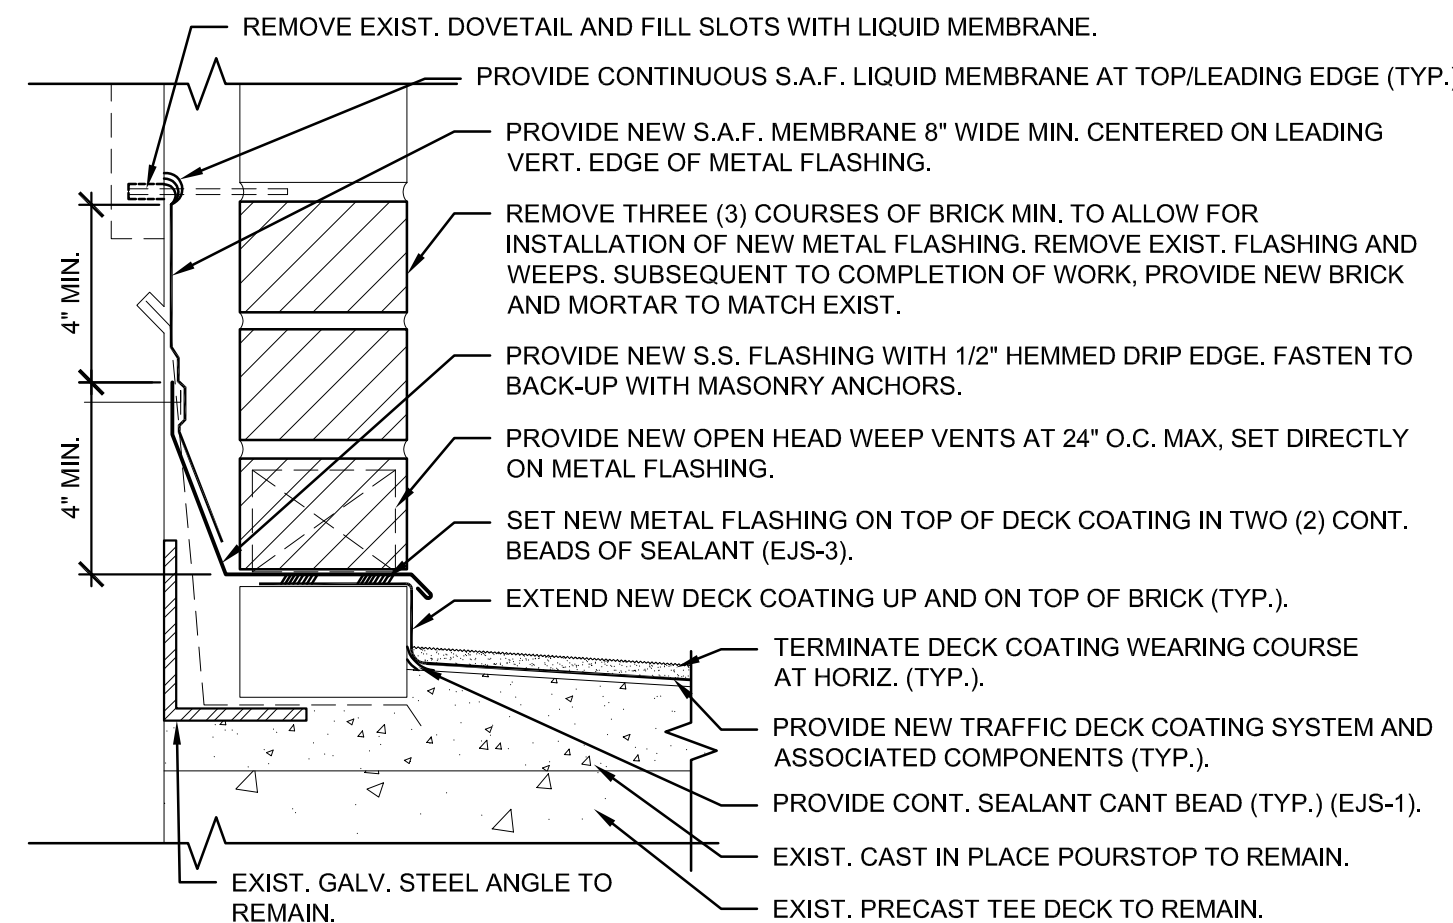 REMOVE EXIST. DOVETAIL AND FILL SLOTS WITH LIQUID MEMBRANE.
PROVIDE CONTINUOUS S.A.F. LIQUID MEMBRANE AT TOP/LEADING EDGE (TYP.)
PROVIDE NEW S.A.F. MEMBRANE 8" WIDE MIN. CENTERED ON LEADING
VERT. EDGE OF METAL FLASHING.
REMOVE THREE (3) COURSES OF BRICK MIN. TO ALLOW FOR
INSTALLATION OF NEW METAL FLASHING. REMOVE EXIST. FLASHING AND
WEEPS. SUBSEQUENT TO COMPLETION OF WORK, PROVIDE NEW BRICK
AND MORTAR TO MATCH EXIST.
4" MIN.
PROVIDE NEW S.S. FLASHING WITH 1/2" HEMMED DRIP EDGE. FASTEN TO
BACK-UP WITH MASONRY ANCHORS.
PROVIDE NEW OPEN HEAD WEEP VENTS AT 24" O.C. MAX, SET DIRECTLY
ON METAL FLASHING.
4" MIN.
SET NEW METAL FLASHING ON TOP OF DECK COATING IN TWO (2) CONT.
BEADS OF SEALANT (EJS-3).
EXTEND NEW DECK COATING UP AND ON TOP OF BRICK (TYP.).
TERMINATE DECK COATING WEARING COURSE
AT HORIZ. (TYP.).
PROVIDE NEW TRAFFIC DECK COATING SYSTEM AND
ASSOCIATED COMPONENTS (TYP.).
PROVIDE CONT. SEALANT CANT BEAD (TYP.) (EJS-1).
EXIST. CAST IN PLACE POURSTOP TO REMAIN.
EXIST. GALV. STEEL ANGLE TO
REMAIN.
EXIST. PRECAST TEE DECK TO REMAIN.